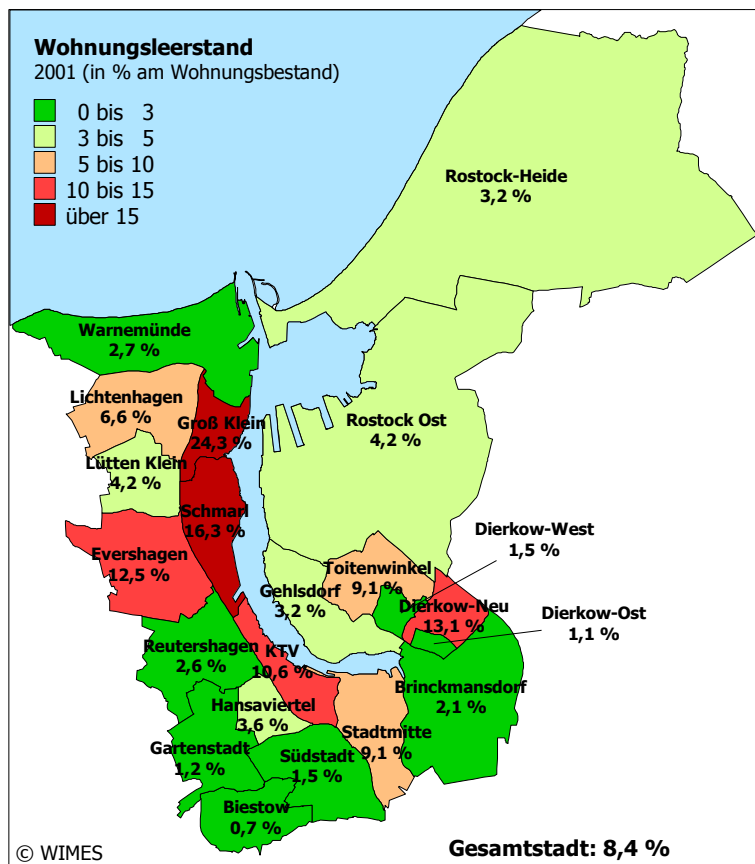 Wohnungsleerstand
2001 (in % am Wohnungsbestand)
0 bis 3
3 bis 5
5 bis 10
10 bis 15
über 15
Rostock-Heide
3,2 %
Warnemünde
2,7 %
Lichtenhagen
6,6 %
Groß Klein
24,3 %
Rostock Ost
4,2 %
Lütten Klein
4,2 %
Schmarl
16,3 %
Evershagen
12,5 %
Dierkow-West
1,5 %
Toitenwinkel
9,1 %
Gehlsdorf
3,2 %
Dierkow-Neu
13,1 %
Dierkow-Ost
1,1 %
Reutershagen
2,6 %
KTV
10,6 %
Brinckmansdorf
2,1 %
Hansaviertel
3,6 %
Stadtmitte
9,1 %
Gartenstadt
1,2 %
Südstadt
1,5 %
Biestow
0,7 %
© WIMES
Gesamtstadt: 8,4 %